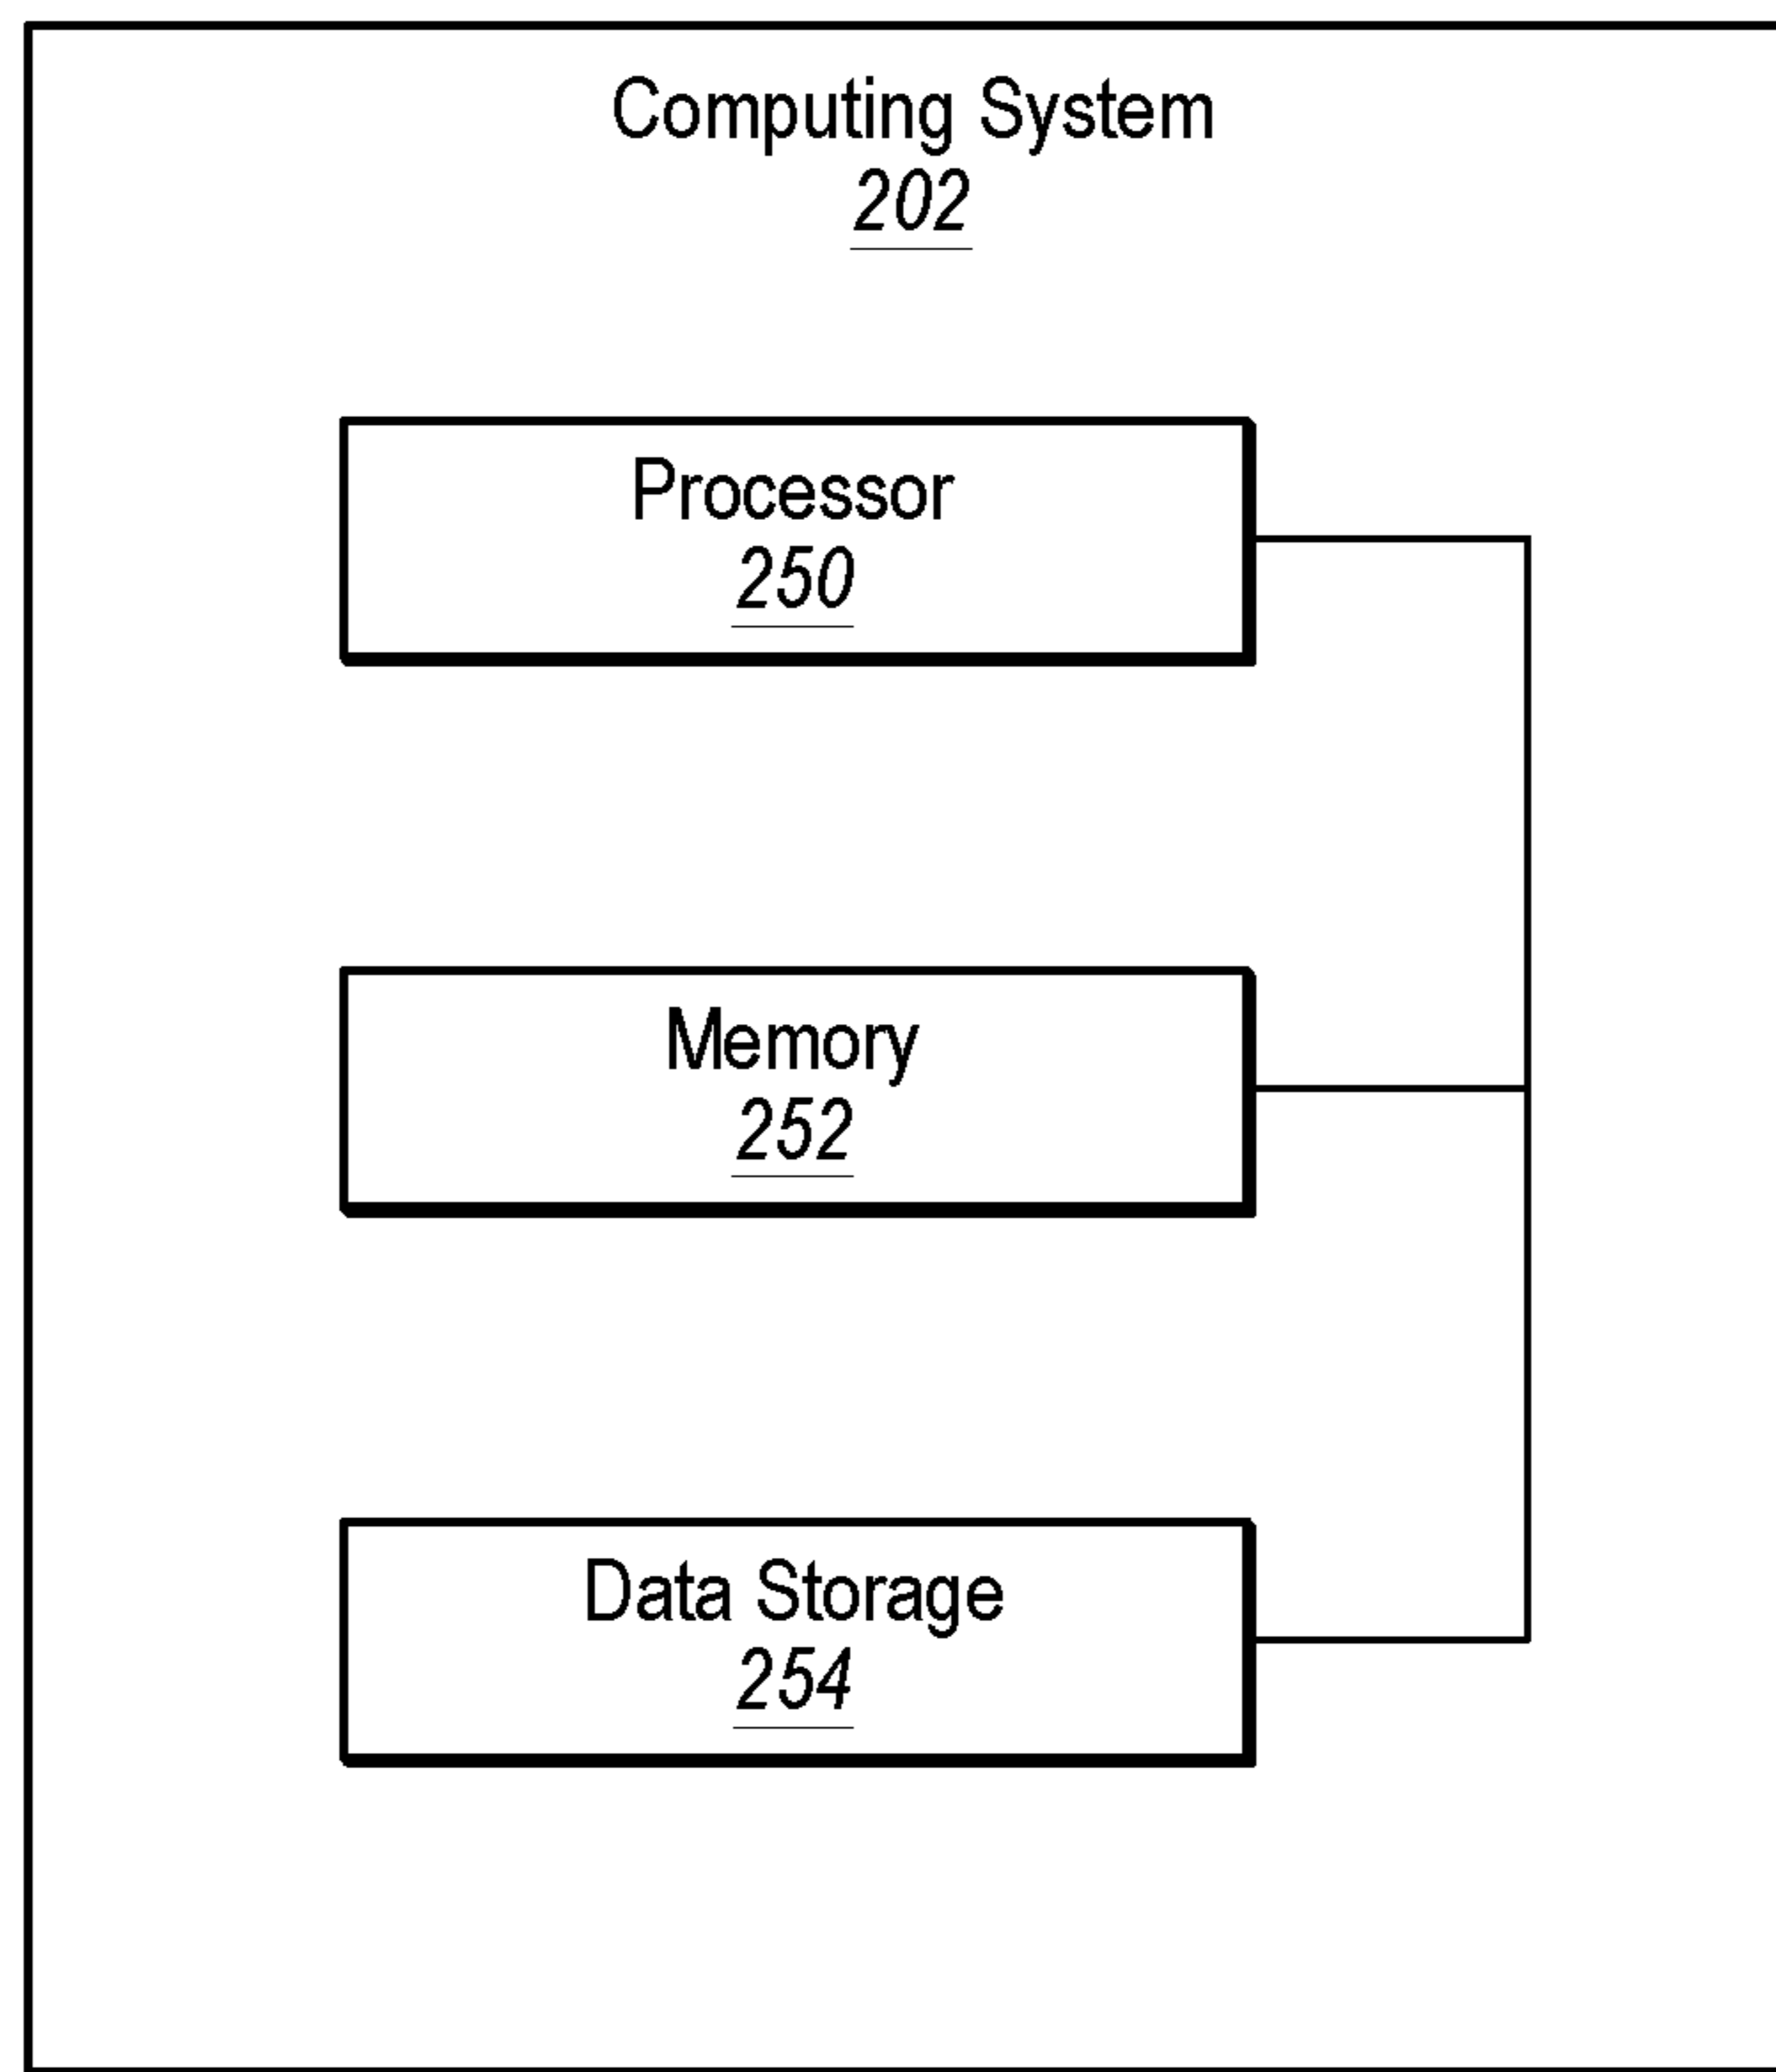 Computing System
202
Processor
250
Memory
252
Data Storage
254